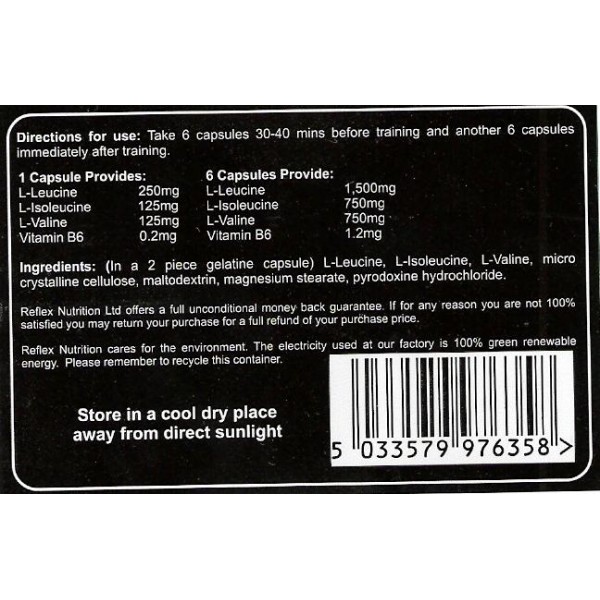 Directions for use: Take 6 capsules 30-40 mins before training and another 6 capsules
immediately after training.
1 Capsule Provides: 6 Capsules Provide:
L-Leucine 250mg L-Leucine 1,500mg
L-Isoleucine 125mg L-Isoleucine 750mg
L-Valine 125mg L-Valine 750mg
Vitamin B6 0.2mg Vitamin B6 1.2mg
Ingredients: (In a 2 piece gelatine capsule) L-Leucine, L-Isoleucine, L-Valine, micro
crystalline cellulose, maltodextrin, magnesium stearate, pyrodoxine hydrochloride.
Reflex Nutrition Ltd offers a full unconditional money back guarantee. If for any reason you are not 100%
satisfied you may return your purchase for a full refund of your purchase price.
Reflex Nutrition cares for the environment. The electricity used at our factory is 100% green renewable
energy. Please remember to recycle this container.
Store in a cool dry place
away from direct sunlight
5 033579 976358 >